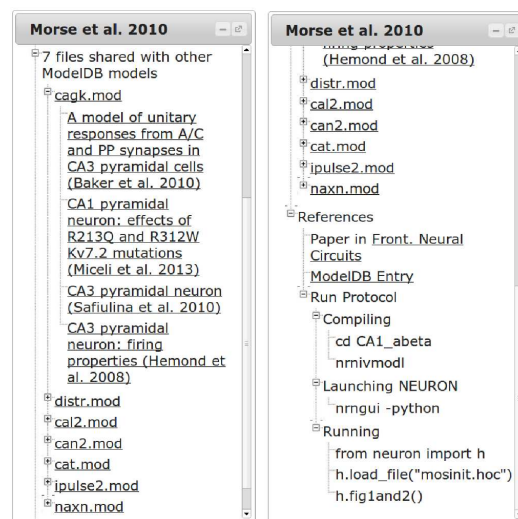 Morse et al. 2010
7 files shared with other
ModelDB models
cagk.mod
A model of unitary
responses from A/C
and PP synapses in
CA3 pyramidal cells
(Baker et al. 2010)
CA1 pyramidal
neuron: effects of
R213Q and R312W
Kv7.2 mutations
(Miceli et al. 2013)
CA3 pyramidal neuron
(Safiulina et al. 2010)
CA3 pyramidal
neuron: firing
properties (Hemond et
al. 2008)
distr.mod
cal2.mod
can2.mod
cat.mod
ipulse2.mod
naxn.mod
Morse et al. 2010
firing properties
(Hemond et al. 2008)
distr.mod
cal2.mod
can2.mod
cat.mod
ipulse2.mod
naxn.mod
References
Paper in Front. Neural
Circuits
ModelDB Entry
Run Protocol
Compiling
cd CA1_abeta
nrnivmodl
Launching NEURON
nrngui -python
Running
from neuron import h
h.load_file("mosinit.hoc")
h.fig1and2()